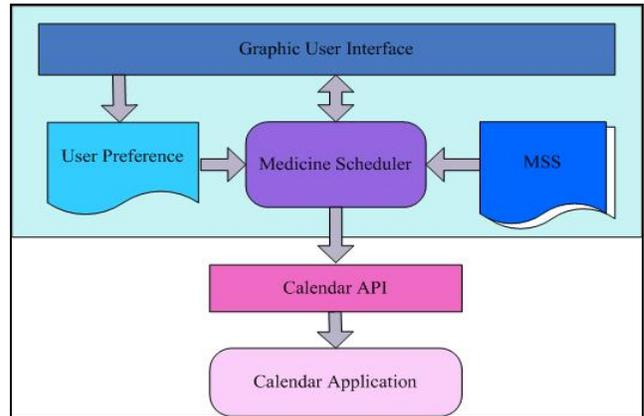 Graphic User Interface
User Preference
Medicine Scheduler
MSS
Calendar API
Calendar Application